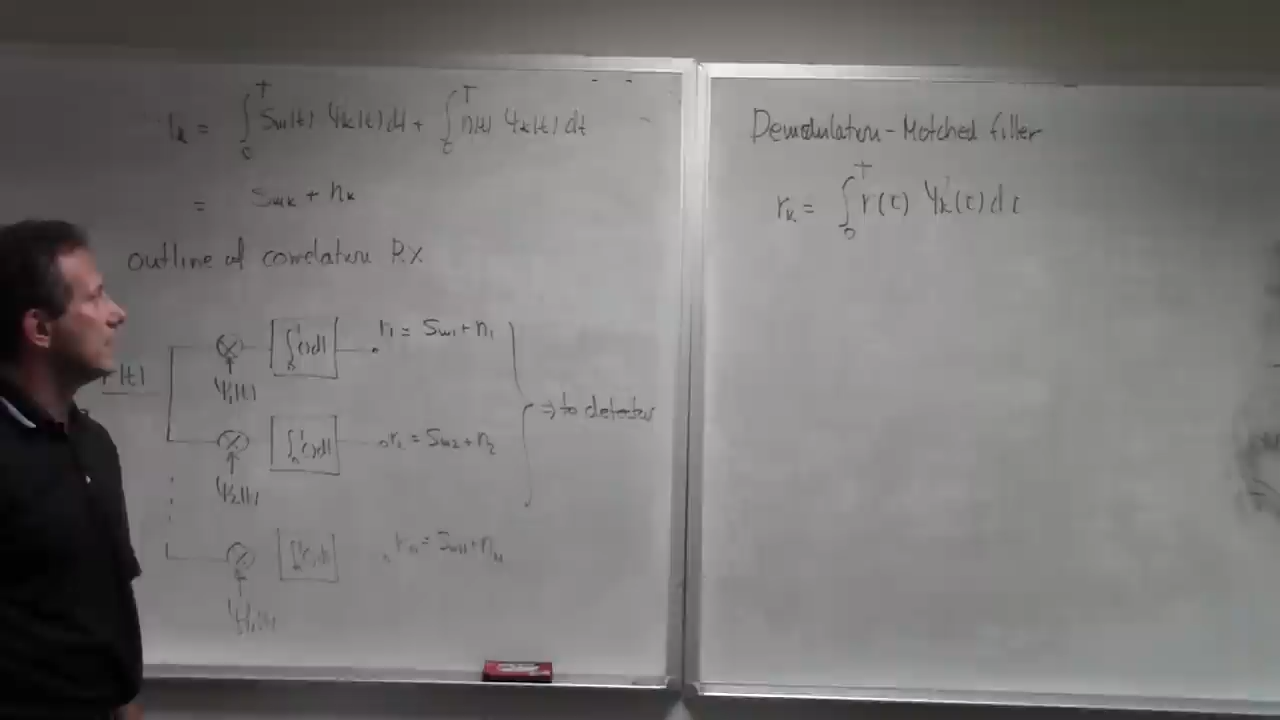 r_k = ∫_0^T S_m(t) Ψ_k(t) dt + ∫_0^T n(t) Ψ_k(t) dt
= S_mk + n_k
outline of correlation RX
r(t)
∫_0^T ( ) dt
r_1 = S_m1 + n_1
Ψ_1(t)
⇒ to detector
∫_0^T ( ) dt
r_2 = S_m2 + n_2
Ψ_2(t)
∫_0^T ( ) dt
r_N = S_mN + n_N
Demodulation - Matched filter
r_k = ∫_0^T r(τ) Ψ_k(τ) dτ